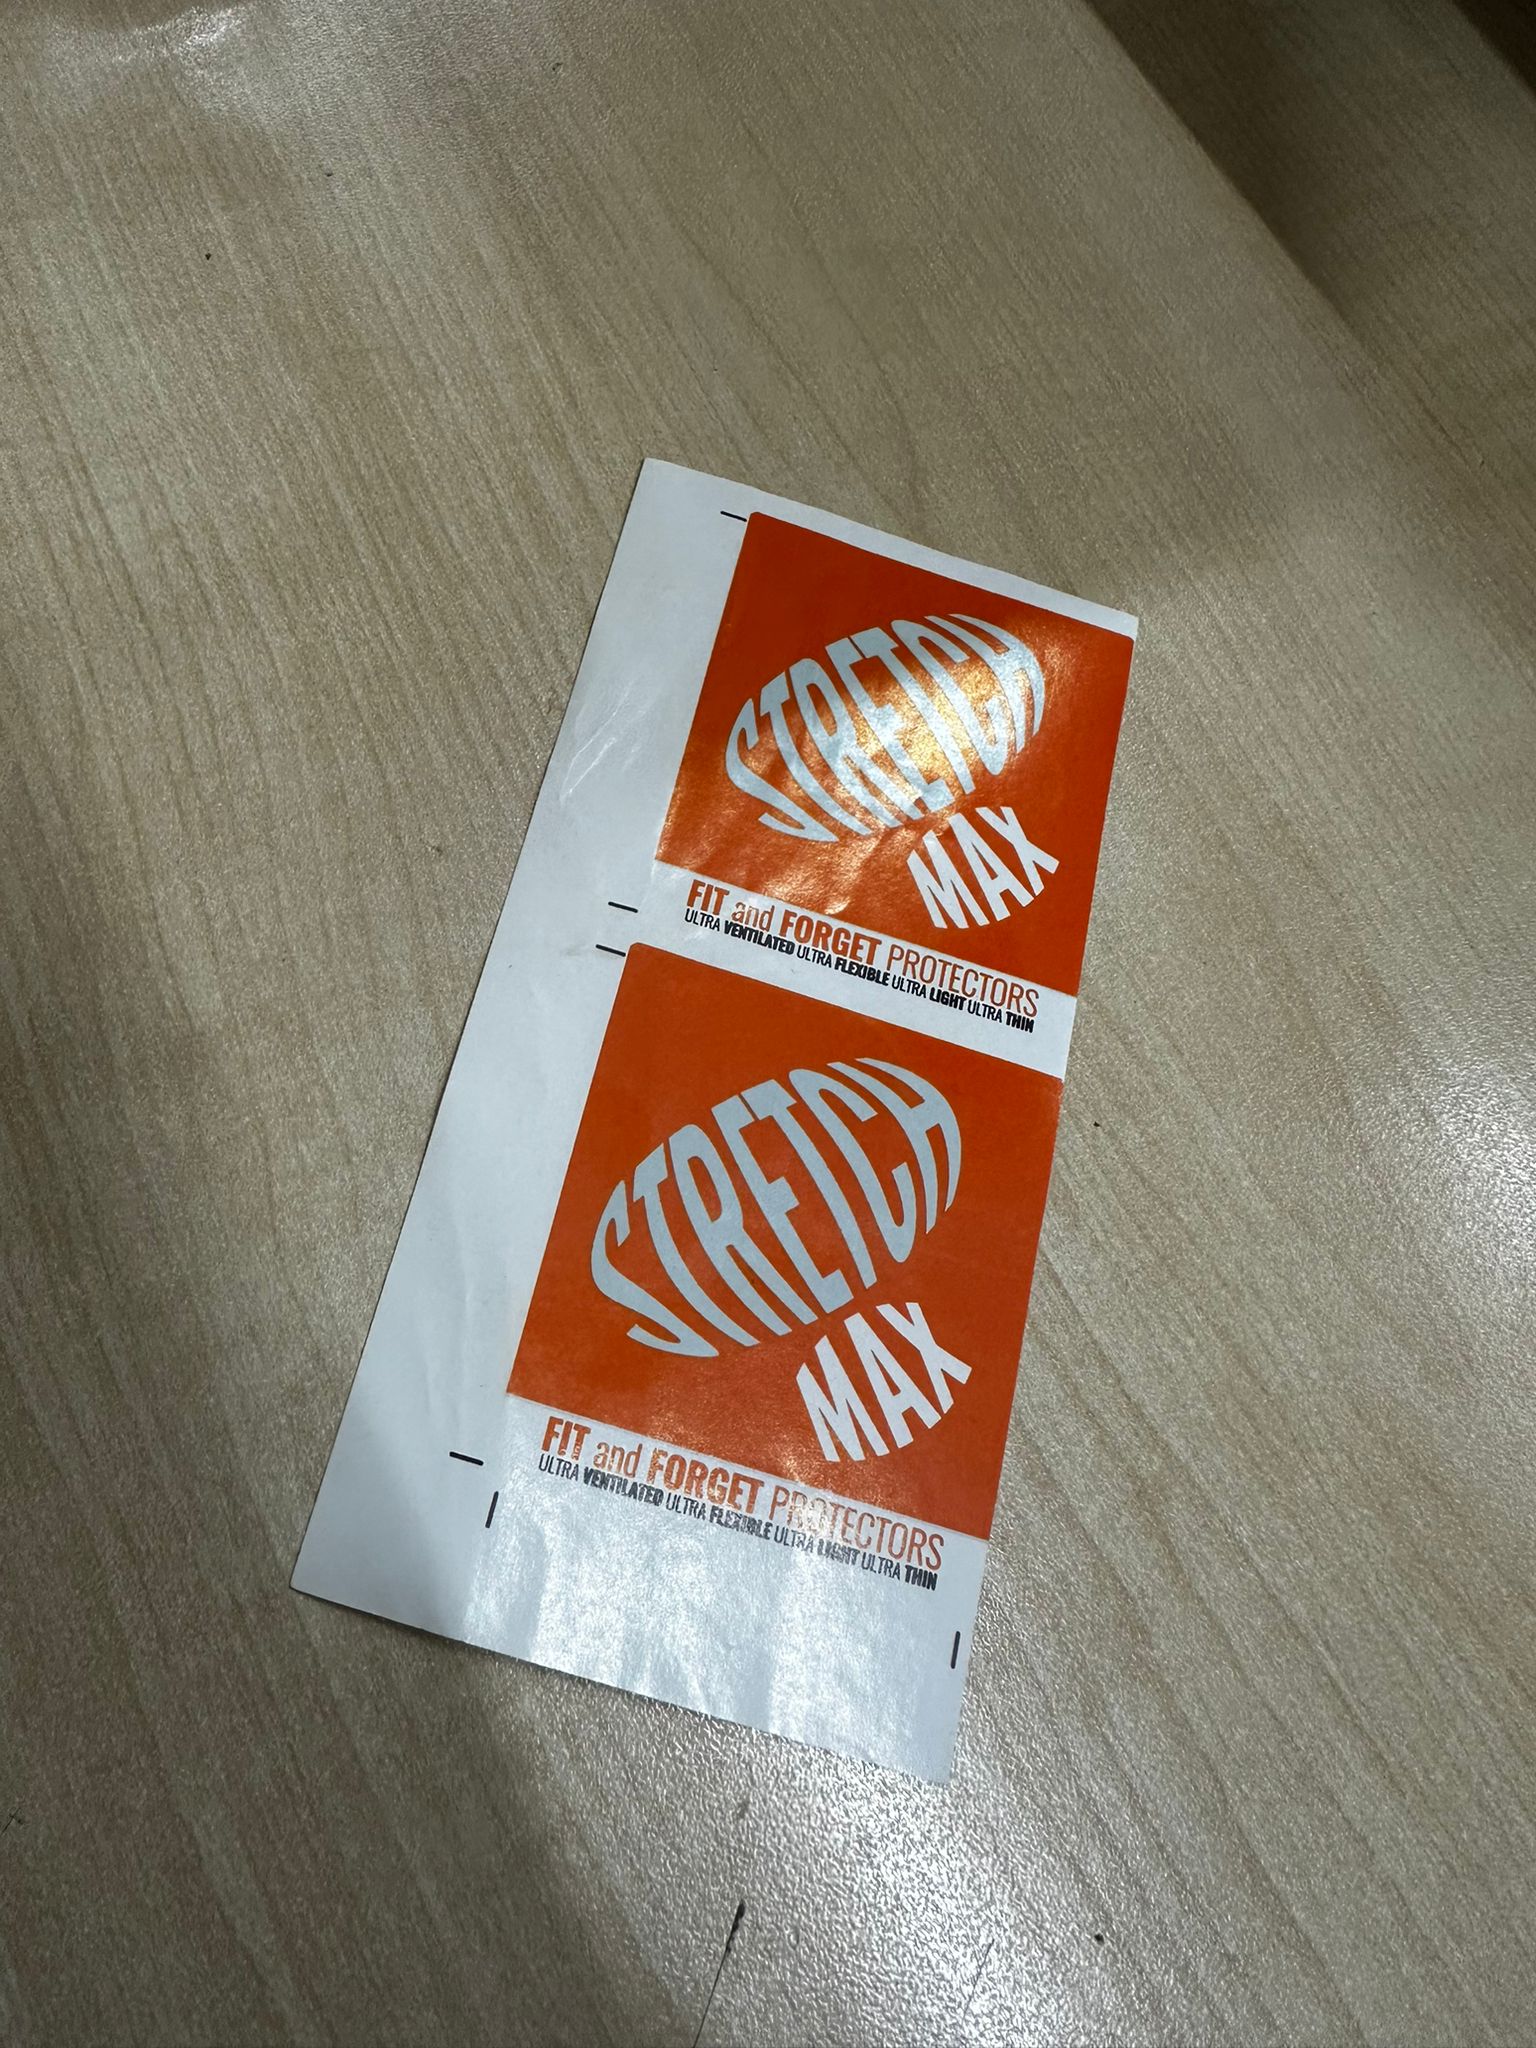 STRETCH
MAX
FIT and FORGET PROTECTORS
ULTRA VENTILATED ULTRA FLEXIBLE ULTRA LIGHT ULTRA THIN
STRETCH
MAX
FIT and FORGET PROTECTORS
ULTRA VENTILATED ULTRA FLEXIBLE ULTRA LIGHT ULTRA THIN